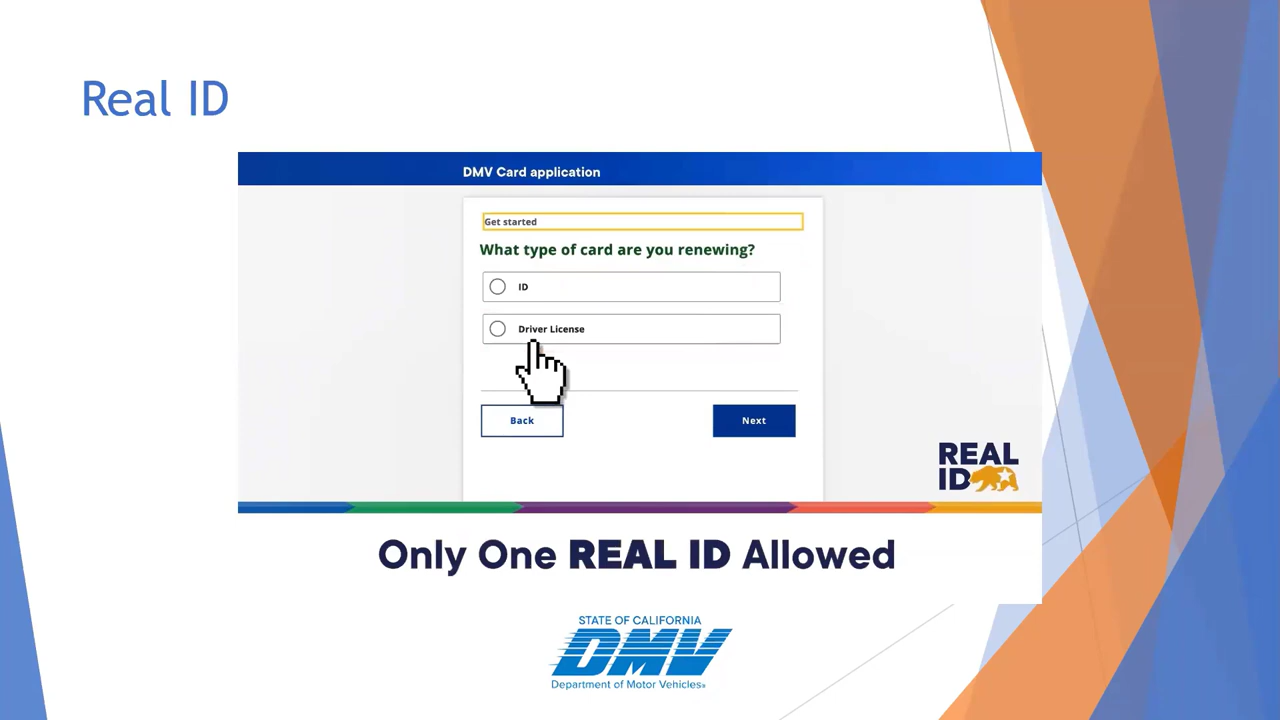 Real ID
DMV Card application
Get started
What type of card are you renewing?
ID
Driver License
Back
Next
REAL
ID
Only One REAL ID Allowed
STATE OF CALIFORNIA
DMV
Department of Motor Vehicles®